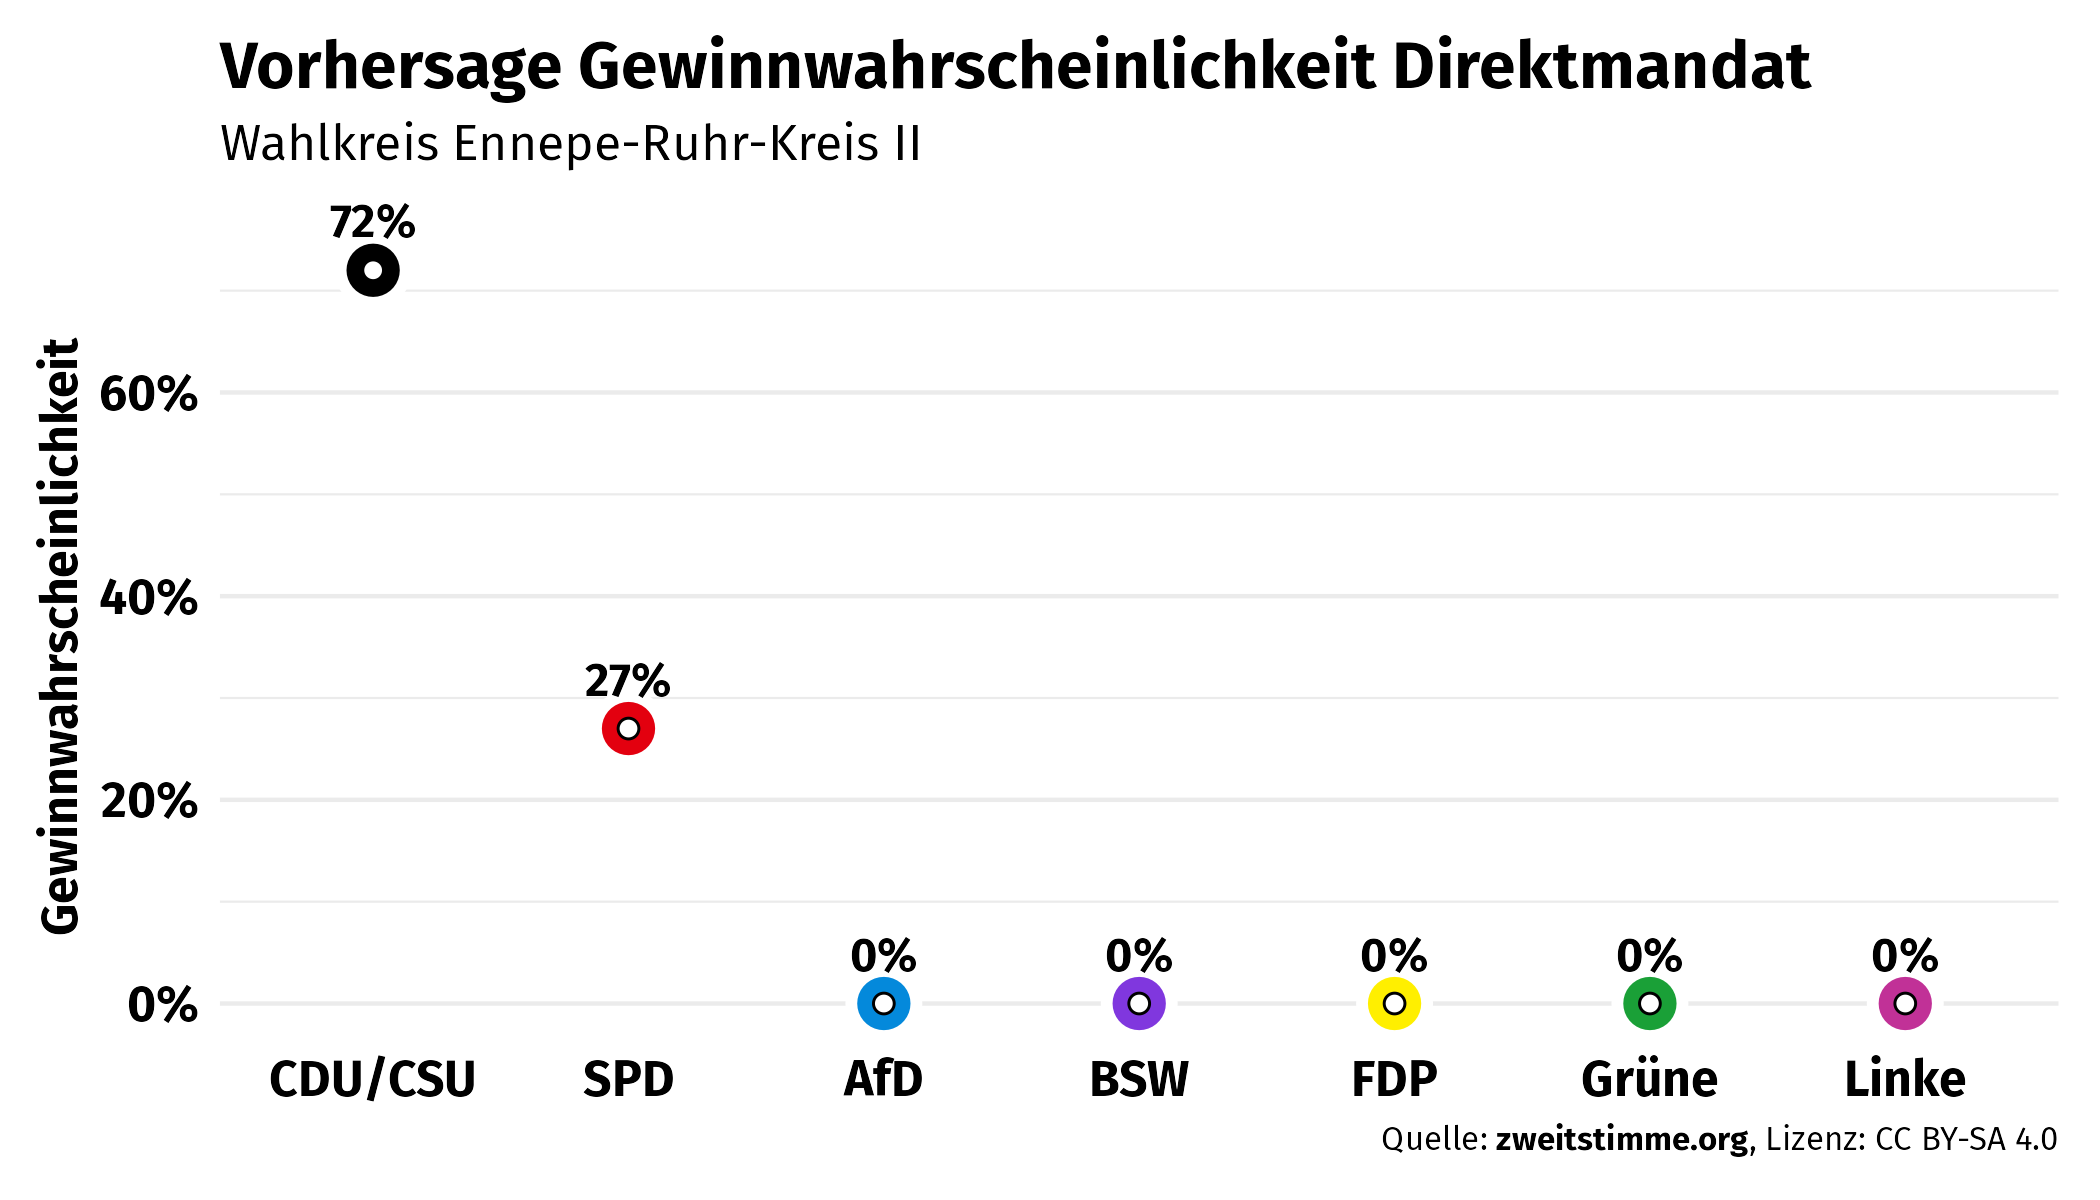 Vorhersage Gewinnwahrscheinlichkeit Direktmandat
Wahlkreis Ennepe-Ruhr-Kreis II
Gewinnwahrscheinlichkeit
60%
40%
20%
0%
72%
27%
0% 0% 0% 0% 0%
CDU/CSU SPD AfD BSW FDP Grüne Linke
Quelle: zweitstimme.org, Lizenz: CC BY-SA 4.0